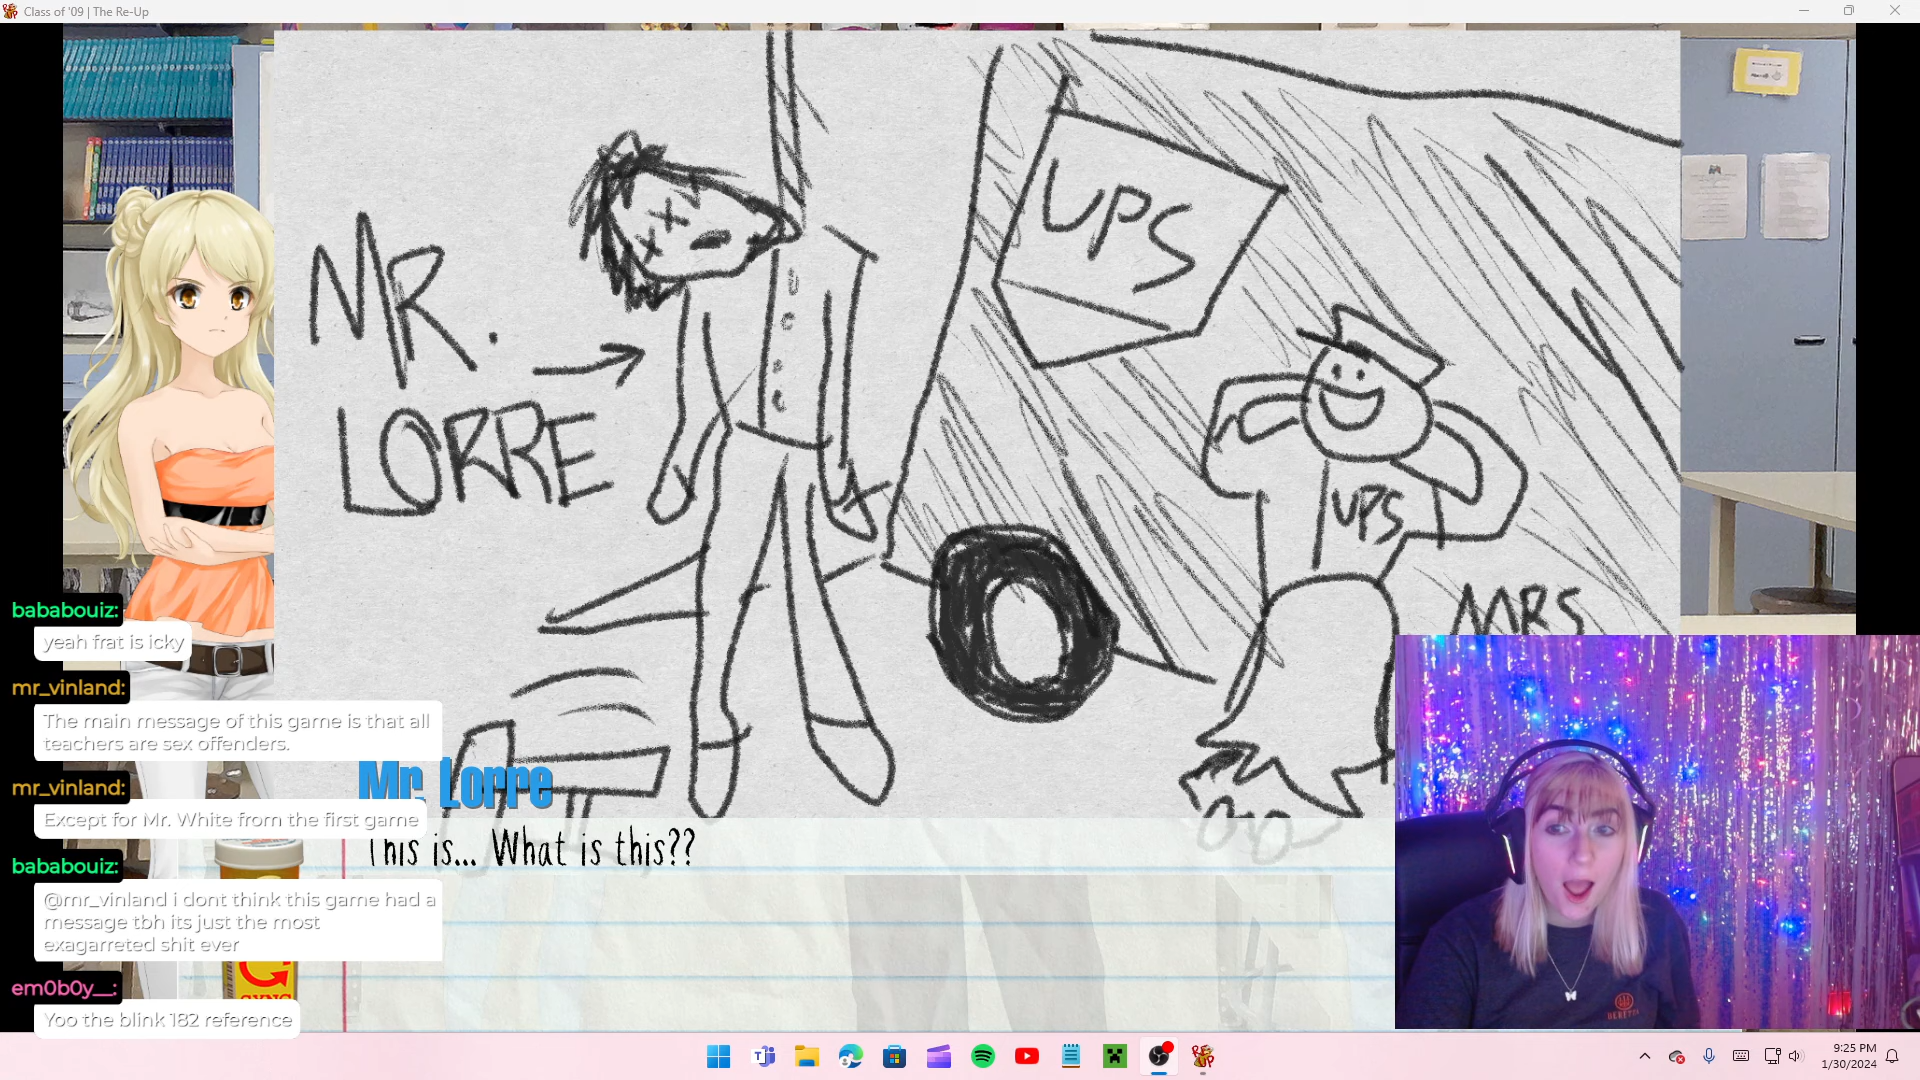 Class of '09 | The Re-Up
MR.
LORRE
UPS
UPS
MRS
bababouiz:
yeah frat is icky
mr_vinland:
The main message of this game is that all
teachers are sex offenders.
mr_vinland:
Except for Mr. White from the first game
bababouiz:
@mr_vinland i dont think this game had a
message tbh its just the most
exagarreted shit ever
em0b0y__:
Yoo the blink 182 reference
Mr. Lorre
This is... What is this??
9:25 PM
1/30/2024